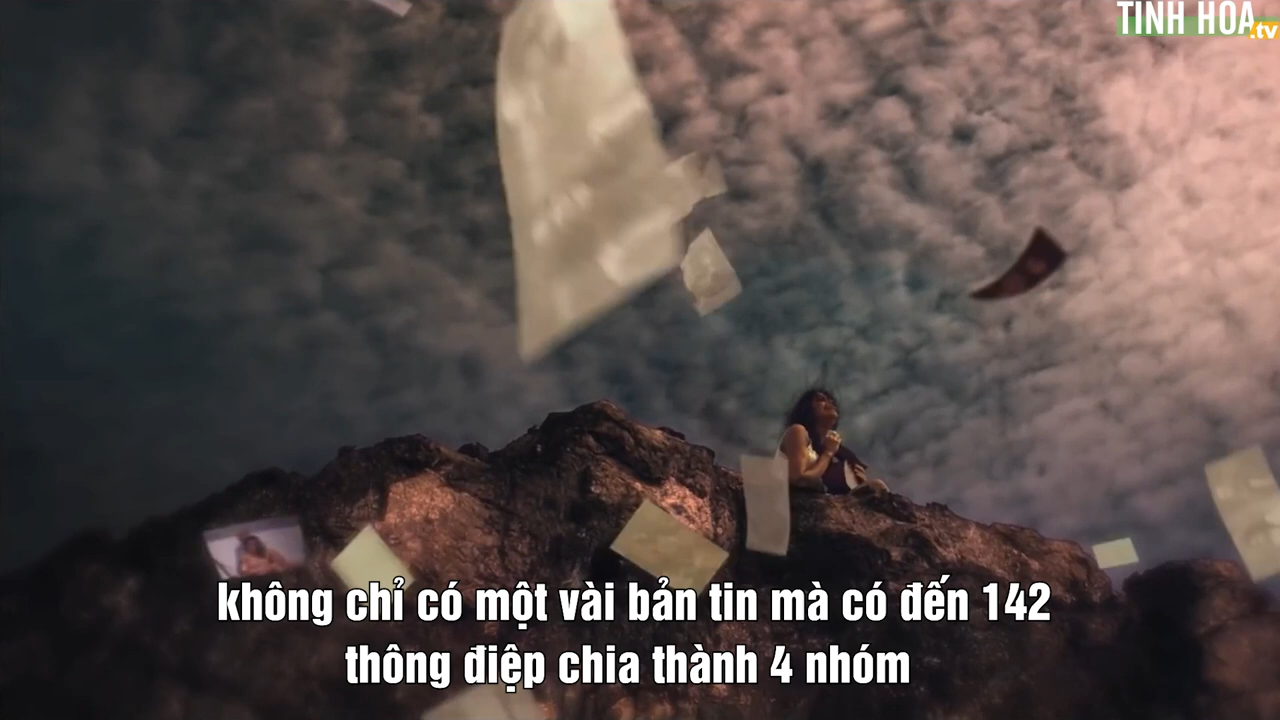 TINH HOA
.tv
không chỉ có một vài bản tin mà có đến 142
thông điệp chia thành 4 nhóm